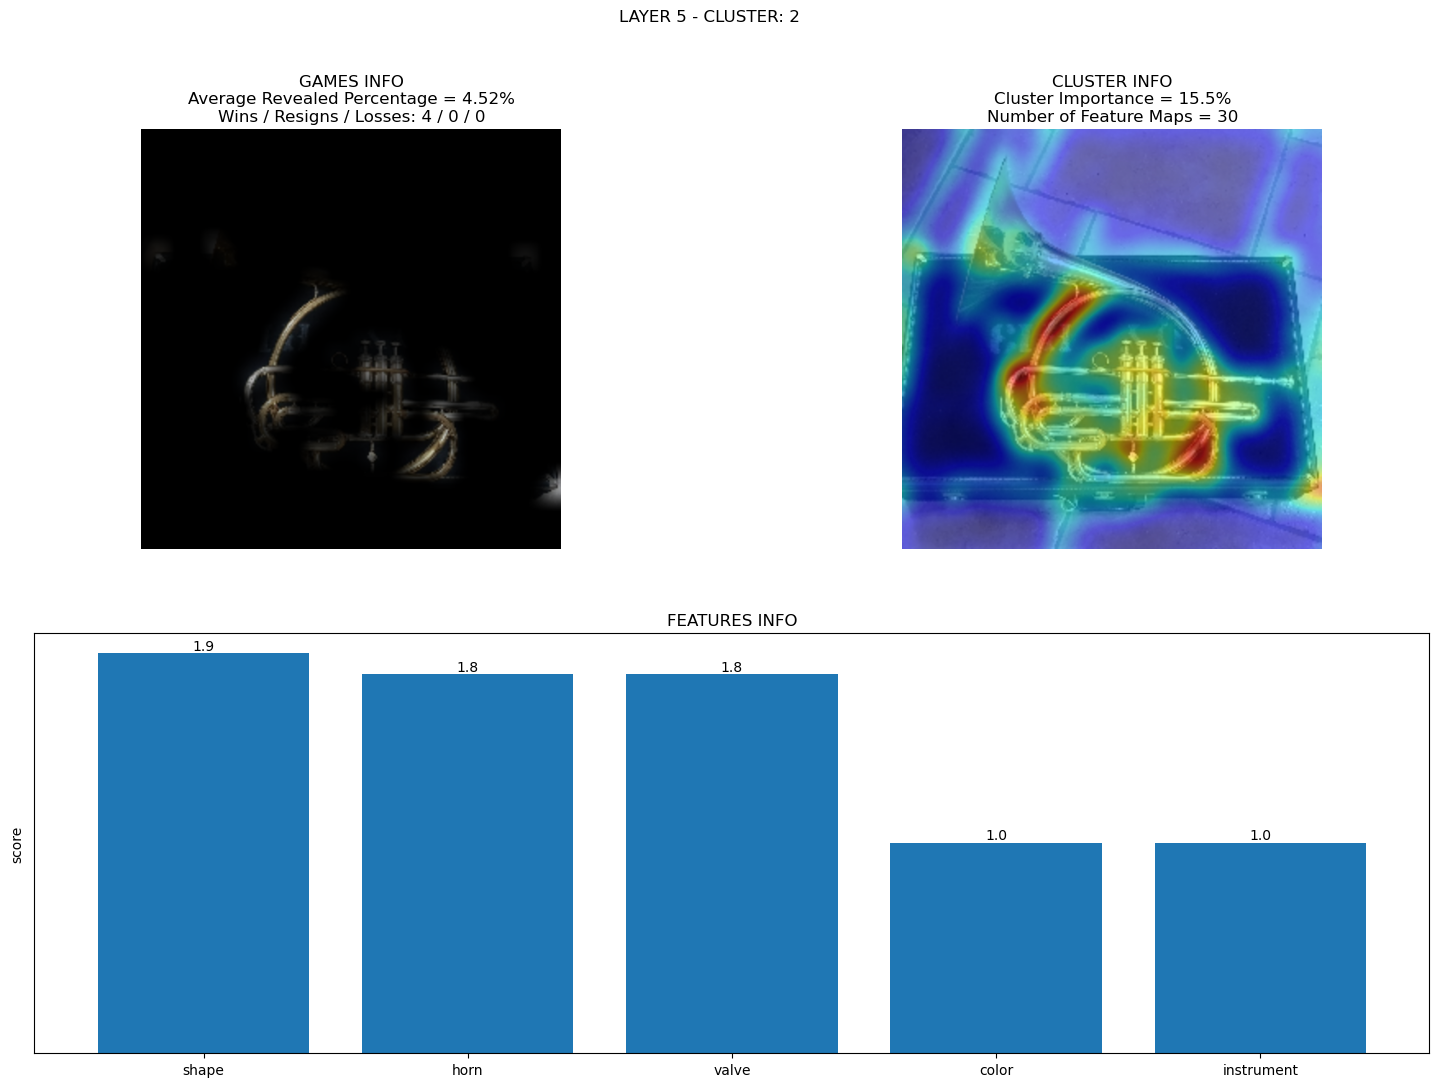 LAYER 5 - CLUSTER: 2
GAMES INFO
Average Revealed Percentage = 4.52%
Wins / Resigns / Losses: 4 / 0 / 0
CLUSTER INFO
Cluster Importance = 15.5%
Number of Feature Maps = 30
FEATURES INFO
1.9
1.8
1.8
1.0
1.0
score
shape
horn
valve
color
instrument